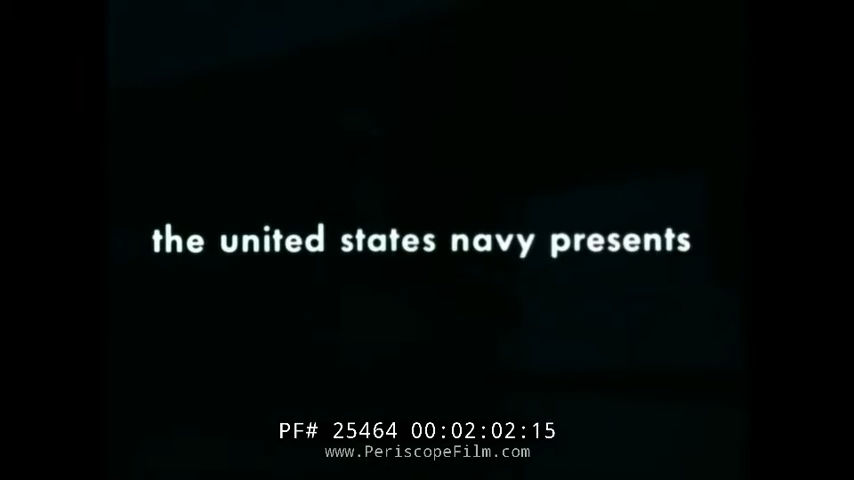 the united states navy presents
PF# 25464 00:02:02:15
www.PeriscopeFilm.com